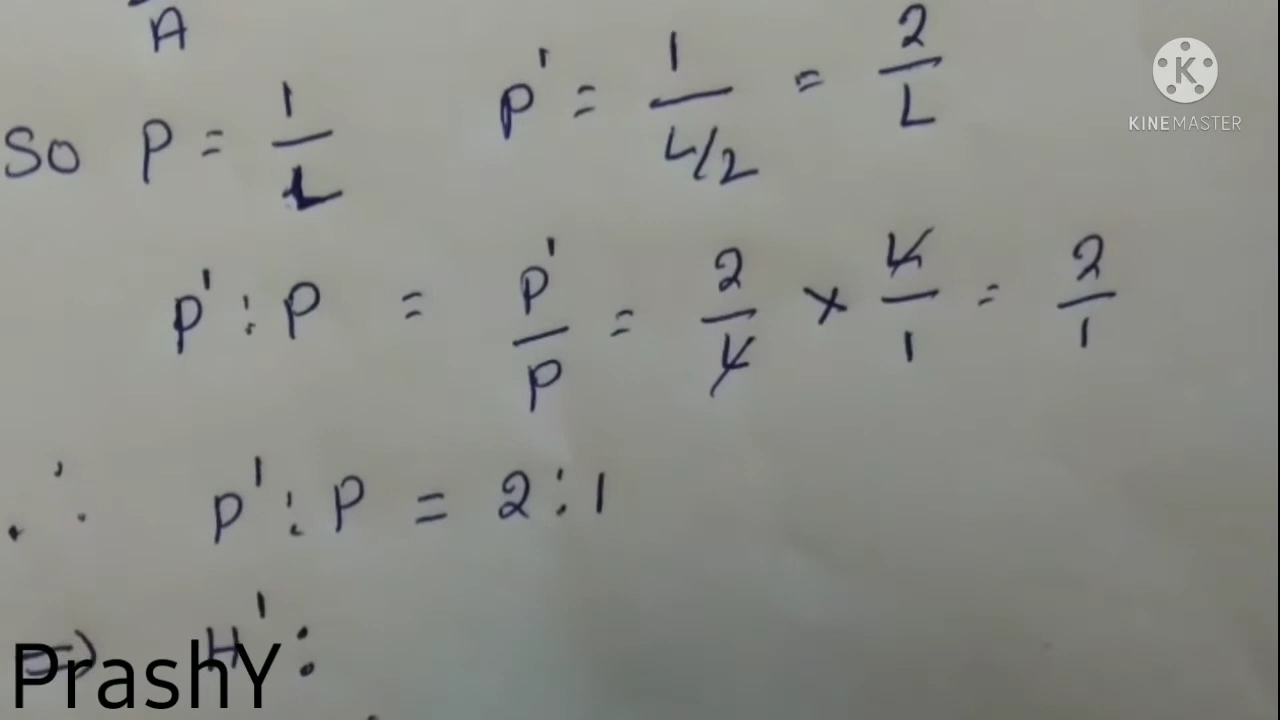 A
So P = 1/L P' = 1/L/2 = 2/L
P' : P = P'/P = 2/L × L/1 = 2/1
∴ P' : P = 2 : 1
⇒ H' :
PrashY
K
KINEMASTER